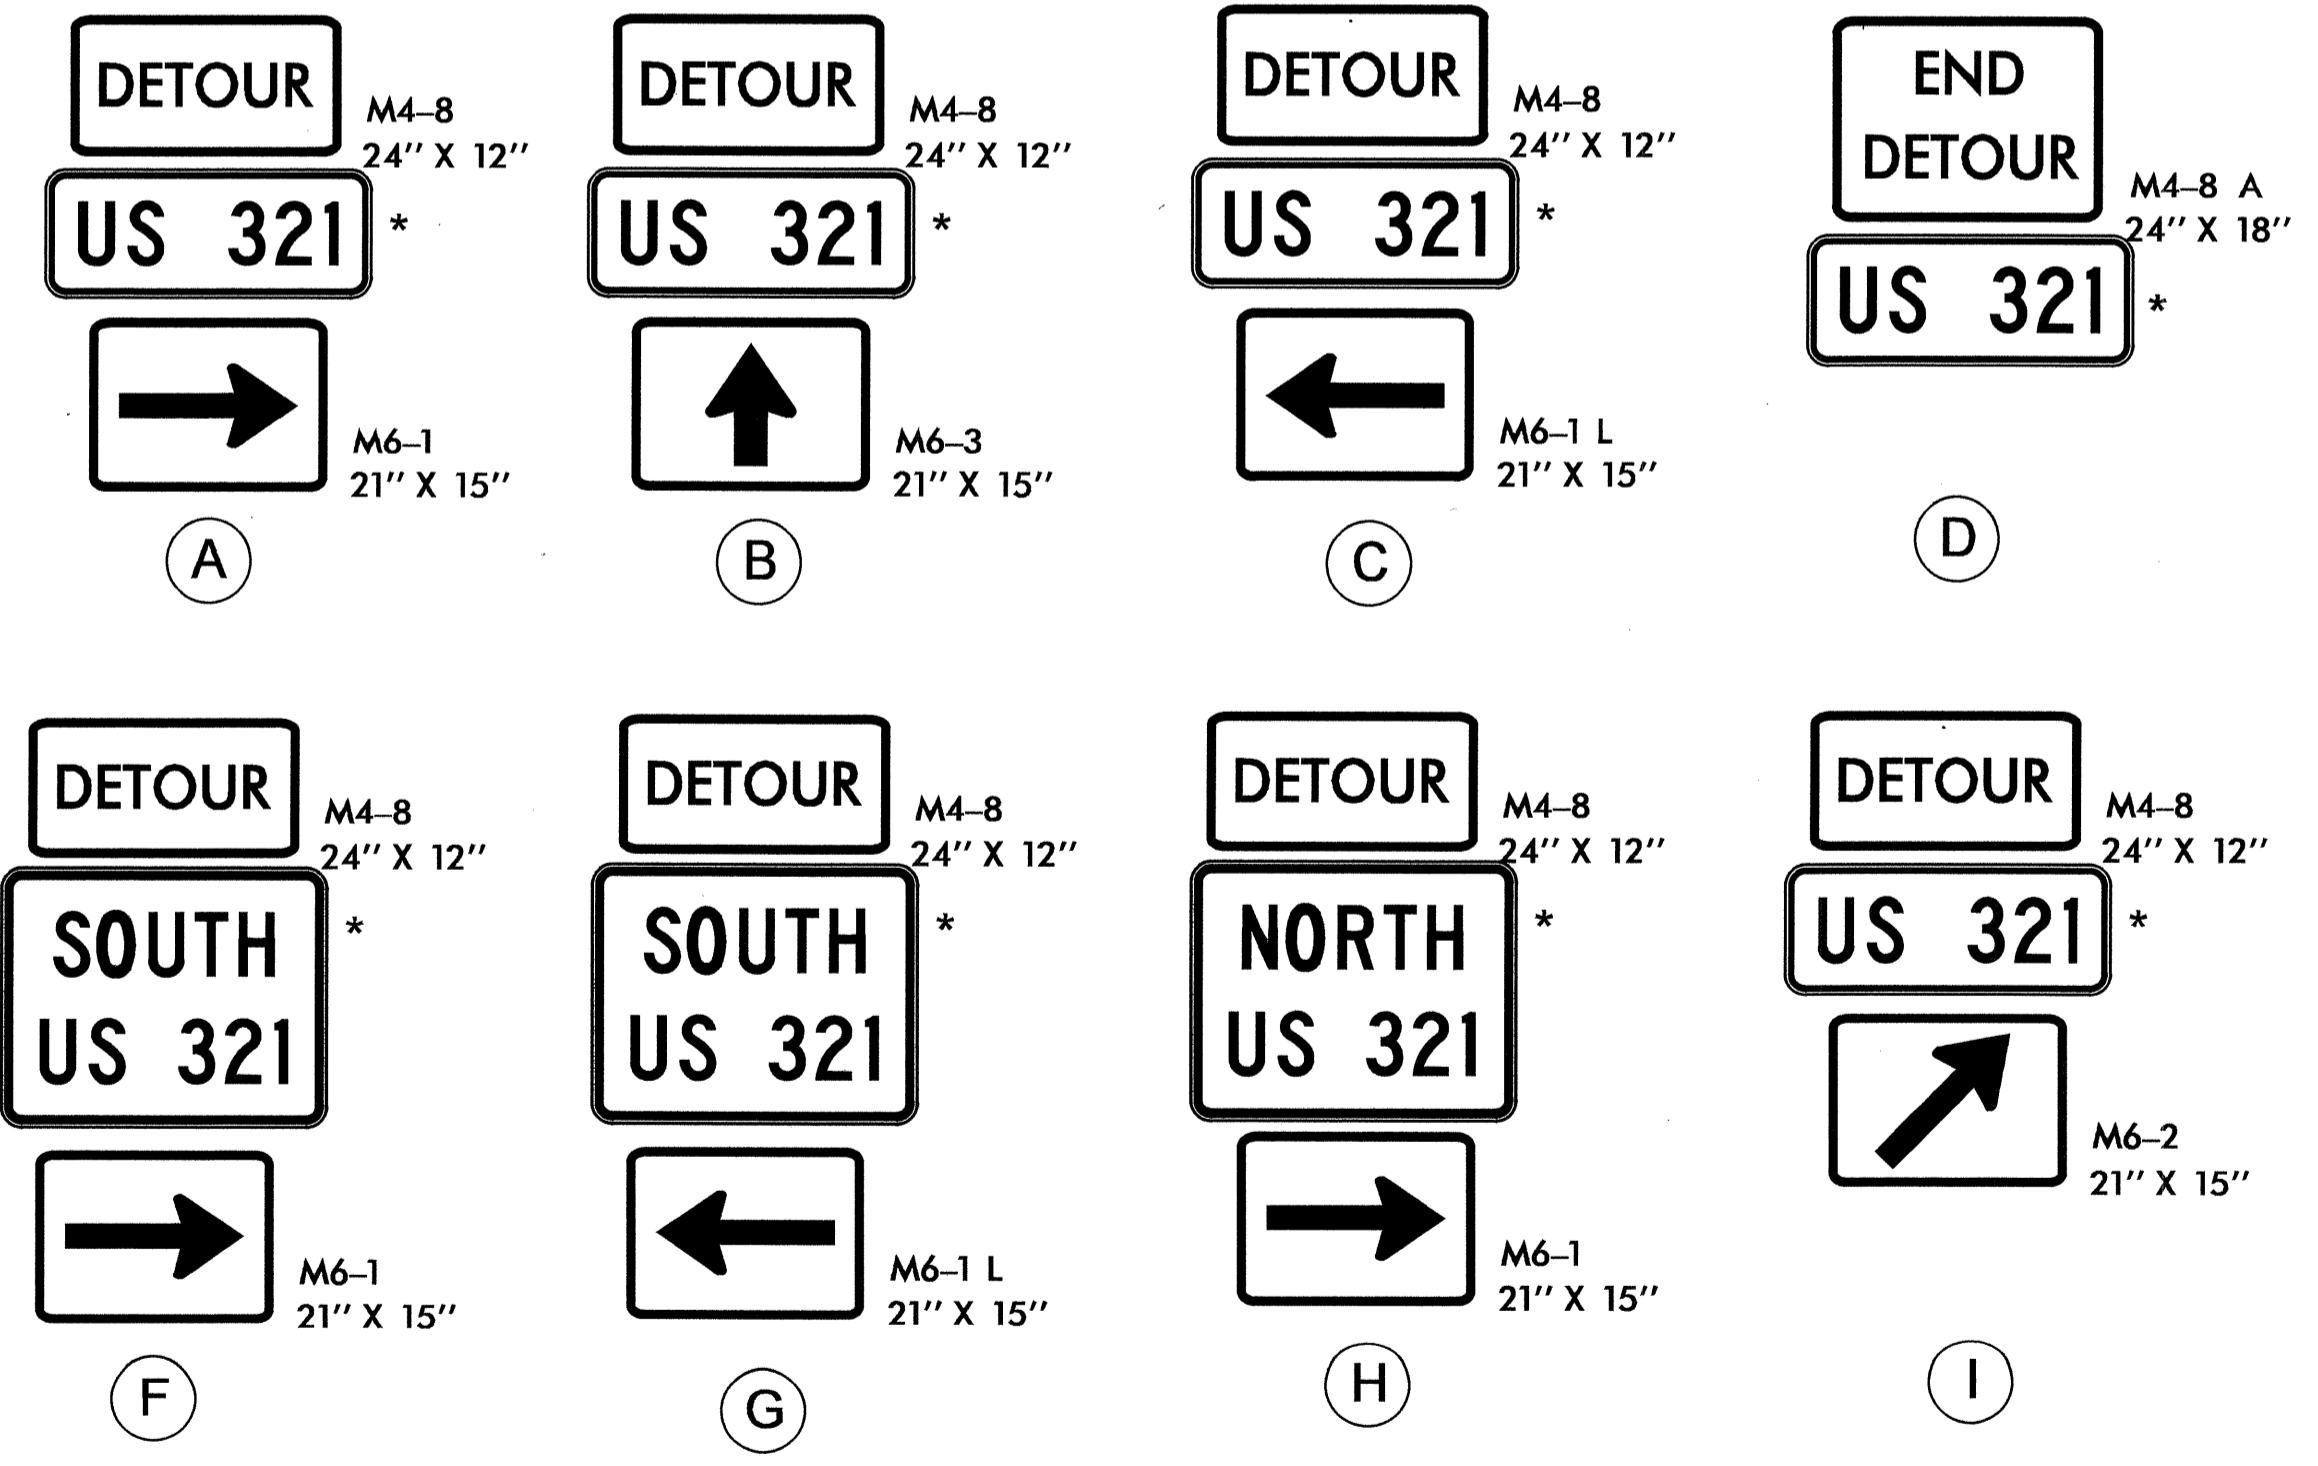 DETOUR
M4–8
24″ X 12″
US 321 *
M6–1
21″ X 15″
A
DETOUR
M4–8
24″ X 12″
US 321 *
M6–3
21″ X 15″
B
DETOUR
M4–8
24″ X 12″
US 321 *
M6–1 L
21″ X 15″
C
END
DETOUR
M4–8 A
24″ X 18″
US 321 *
D
DETOUR
M4–8
24″ X 12″
SOUTH *
US 321
M6–1
21″ X 15″
F
DETOUR
M4–8
24″ X 12″
SOUTH *
US 321
M6–1 L
21″ X 15″
G
DETOUR
M4–8
24″ X 12″
NORTH *
US 321
M6–1
21″ X 15″
H
DETOUR
M4–8
24″ X 12″
US 321 *
M6–2
21″ X 15″
I